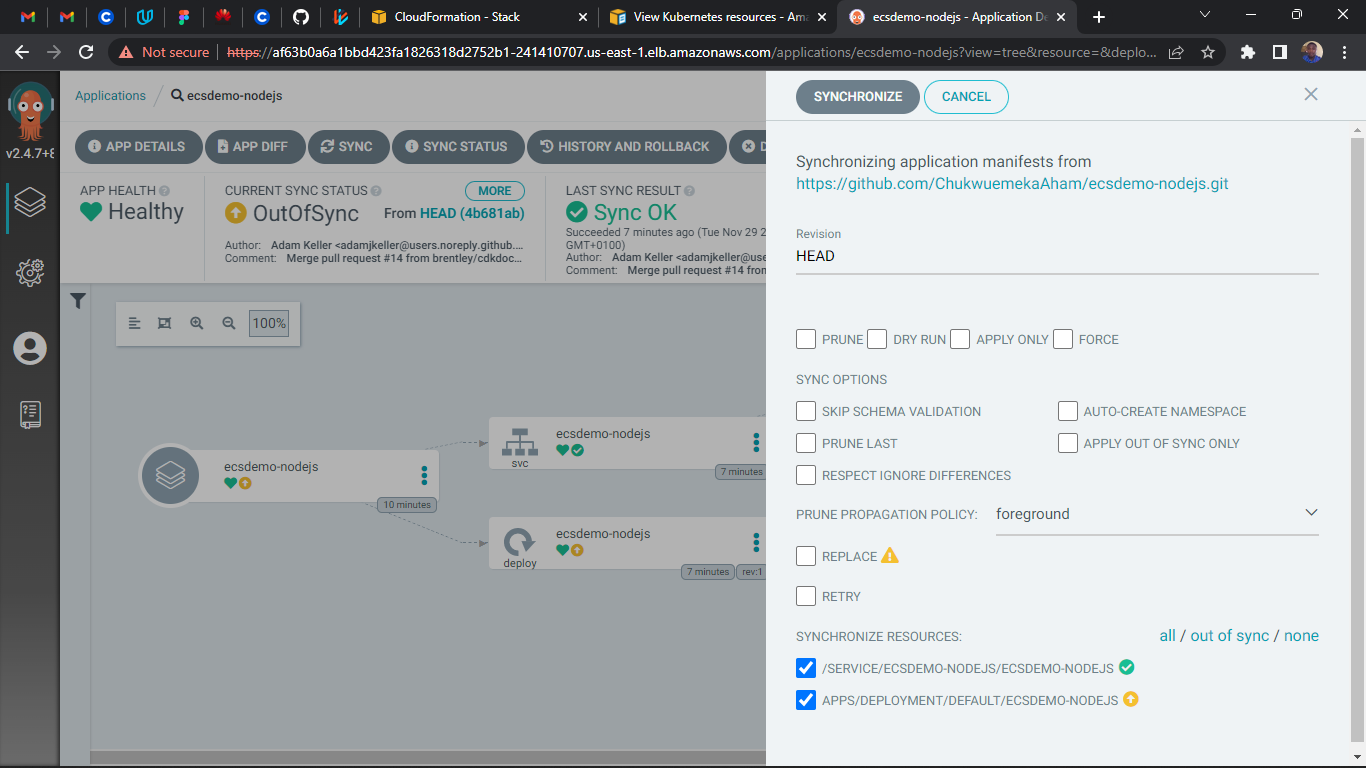 CloudFormation - Stack
View Kubernetes resources - Ama
ecsdemo-nodejs - Application De
Not secure
https://af63b0a6a1bbd423fa1826318d2752b1-241410707.us-east-1.elb.amazonaws.com/applications/ecsdemo-nodejs?view=tree&resource=&deplo...
v2.4.7+8
Applications
ecsdemo-nodejs
APP DETAILS
APP DIFF
SYNC
SYNC STATUS
HISTORY AND ROLLBACK
D
APP HEALTH
Healthy
CURRENT SYNC STATUS
MORE
OutOfSync
From HEAD (4b681ab)
Author: Adam Keller <adamjkeller@users.noreply.github....
Comment: Merge pull request #14 from brentley/cdkdoc...
LAST SYNC RESULT
Sync OK
Succeeded 7 minutes ago (Tue Nov 29 2
GMT+0100)
Author: Adam Keller <adamjkeller@use
Comment: Merge pull request #14 from
100%
ecsdemo-nodejs
10 minutes
svc
ecsdemo-nodejs
7 minutes
deploy
ecsdemo-nodejs
7 minutes
rev:1
SYNCHRONIZE
CANCEL
Synchronizing application manifests from
https://github.com/ChukwuemekaAham/ecsdemo-nodejs.git
Revision
HEAD
PRUNE
DRY RUN
APPLY ONLY
FORCE
SYNC OPTIONS
SKIP SCHEMA VALIDATION
AUTO-CREATE NAMESPACE
PRUNE LAST
APPLY OUT OF SYNC ONLY
RESPECT IGNORE DIFFERENCES
PRUNE PROPAGATION POLICY:
foreground
REPLACE
RETRY
SYNCHRONIZE RESOURCES:
all / out of sync / none
/SERVICE/ECSDEMO-NODEJS/ECSDEMO-NODEJS
APPS/DEPLOYMENT/DEFAULT/ECSDEMO-NODEJS